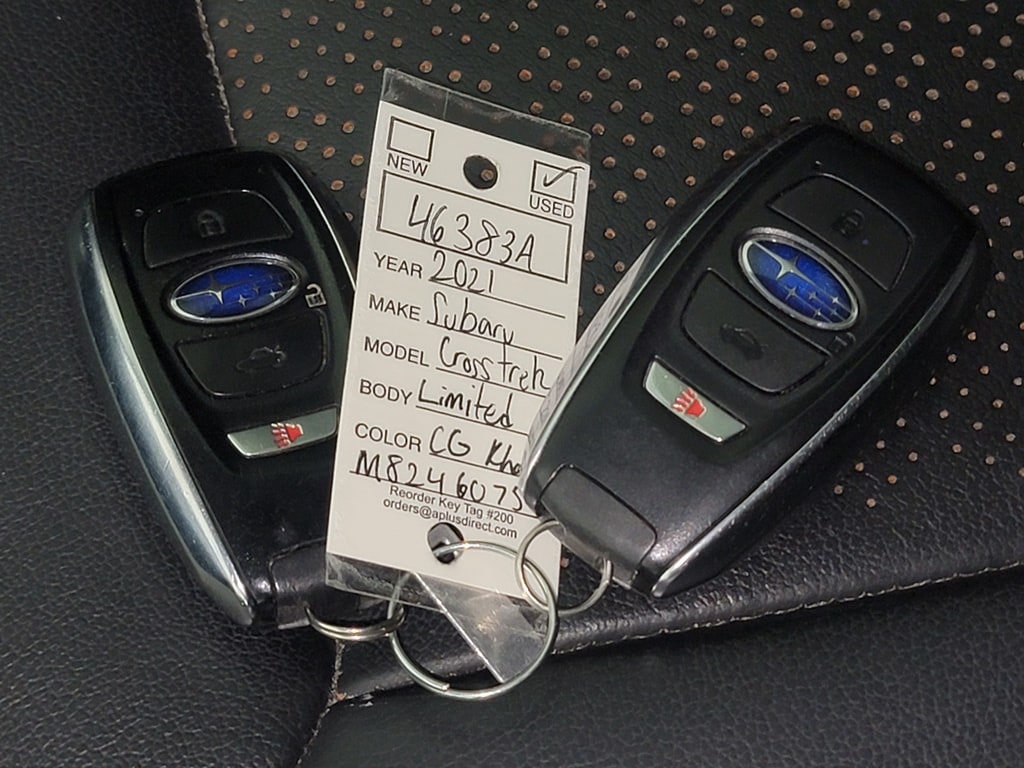 NEW
USED
46383A
YEAR 2021
MAKE Subaru
MODEL Crosstrek
BODY Limited
COLOR CG Kha
M8246075
Reorder Key Tag #200
orders@aplusdirect.com